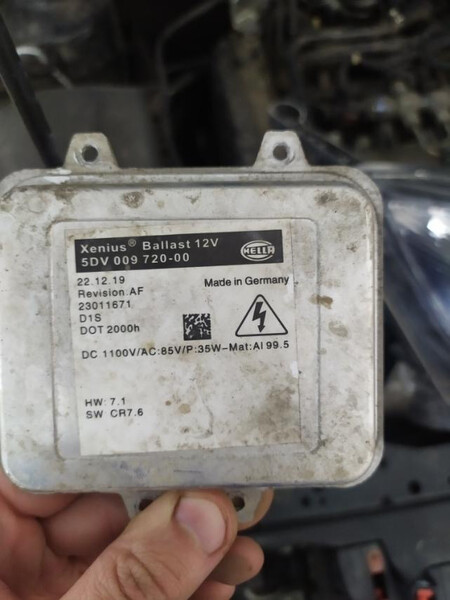 Xenius® Ballast 12V
5DV 009 720-00
HELLA
22.12.19
Made in Germany
Revision:AF
23011671
D1S
DOT 2000h
DC 1100V/AC:85V/P:35W-Mat:Al 99.5
HW: 7.1
SW CR7.6